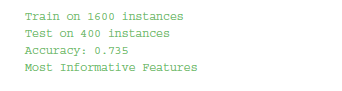 Train on 1600 instances
Test on 400 instances
Accuracy: 0.735
Most Informative Features